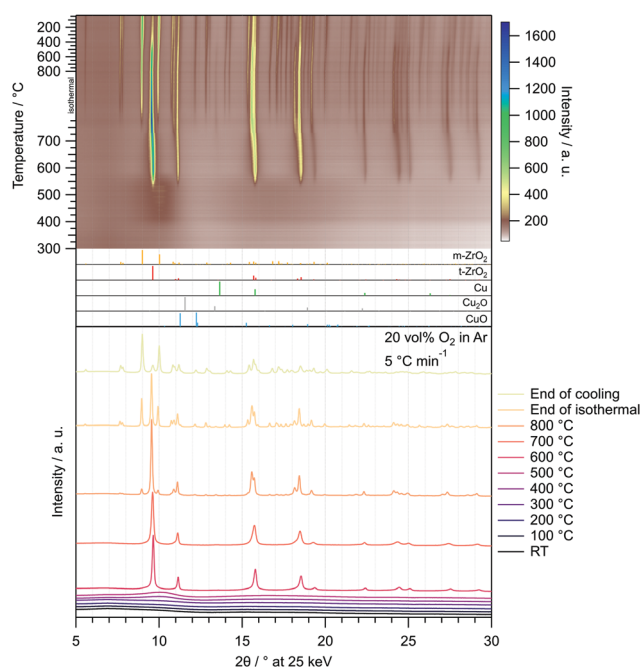 200
400
600
800
isothermal
700
600
500
400
300
Temperature / °C
1600
1400
1200
1000
800
600
400
200
Intensity / a. u.
m-ZrO₂
t-ZrO₂
Cu
Cu₂O
CuO
20 vol% O₂ in Ar
5 °C min⁻¹
End of cooling
End of isothermal
800 °C
700 °C
600 °C
500 °C
400 °C
300 °C
200 °C
100 °C
RT
Intensity / a. u.
5 10 15 20 25 30
2θ / ° at 25 keV